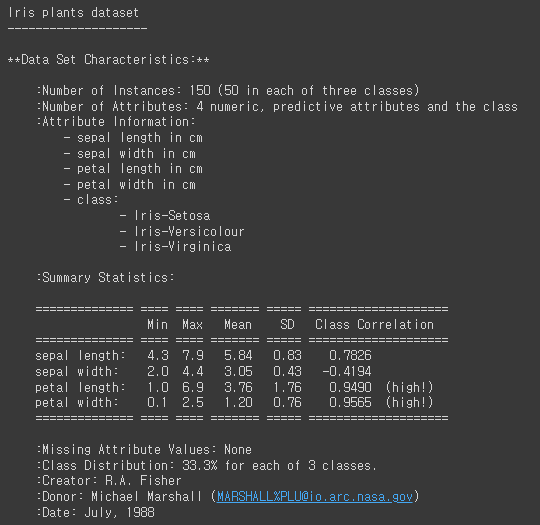 Iris plants dataset
--------------------
**Data Set Characteristics:**
:Number of Instances: 150 (50 in each of three classes)
:Number of Attributes: 4 numeric, predictive attributes and the class
:Attribute Information:
- sepal length in cm
- sepal width in cm
- petal length in cm
- petal width in cm
- class:
- Iris-Setosa
- Iris-Versicolour
- Iris-Virginica
:Summary Statistics:
============== ==== ==== ======= ===== ====================
Min Max Mean SD Class Correlation
============== ==== ==== ======= ===== ====================
sepal length: 4.3 7.9 5.84 0.83 0.7826
sepal width: 2.0 4.4 3.05 0.43 -0.4194
petal length: 1.0 6.9 3.76 1.76 0.9490 (high!)
petal width: 0.1 2.5 1.20 0.76 0.9565 (high!)
============== ==== ==== ======= ===== ====================
:Missing Attribute Values: None
:Class Distribution: 33.3% for each of 3 classes.
:Creator: R.A. Fisher
:Donor: Michael Marshall (MARSHALL%PLU@io.arc.nasa.gov)
:Date: July, 1988